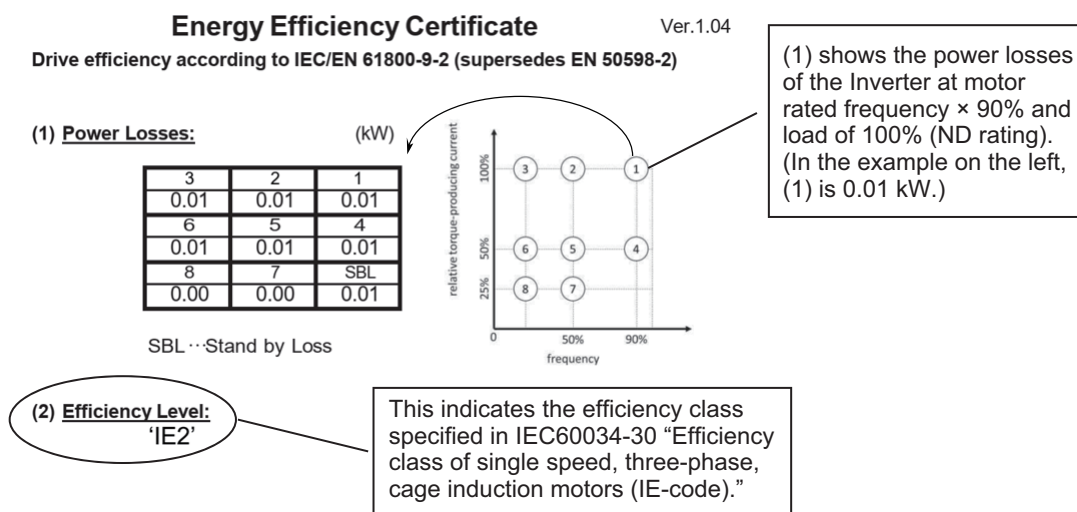 Energy Efficiency Certificate
Ver.1.04
Drive efficiency according to IEC/EN 61800-9-2 (supersedes EN 50598-2)
(1) Power Losses:
(kW)
3 2 1
0.01 0.01 0.01
6 5 4
0.01 0.01 0.01
8 7 SBL
0.00 0.00 0.01
SBL ···Stand by Loss
relative torque-producing current
100%
50%
25%
3 2 1
6 5 4
8 7
0 50% 90%
frequency
(1) shows the power losses
of the Inverter at motor
rated frequency × 90% and
load of 100% (ND rating).
(In the example on the left,
(1) is 0.01 kW.)
(2) Efficiency Level:
‘IE2’
This indicates the efficiency class
specified in IEC60034-30 “Efficiency
class of single speed, three-phase,
cage induction motors (IE-code).”